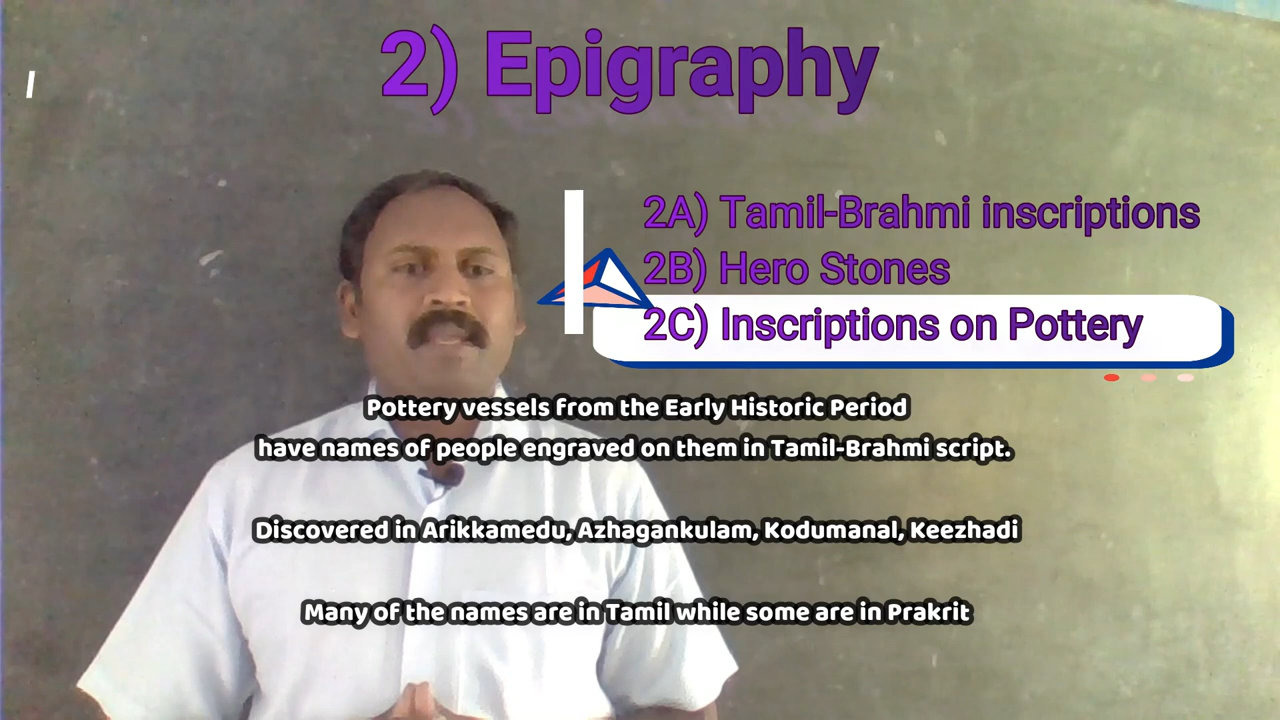 2) Epigraphy
2A) Tamil-Brahmi inscriptions
2B) Hero Stones
2C) Inscriptions on Pottery
Pottery vessels from the Early Historic Period
have names of people engraved on them in Tamil-Brahmi script.
Discovered in Arikkamedu, Azhagankulam, Kodumanal, Keezhadi
Many of the names are in Tamil while some are in Prakrit